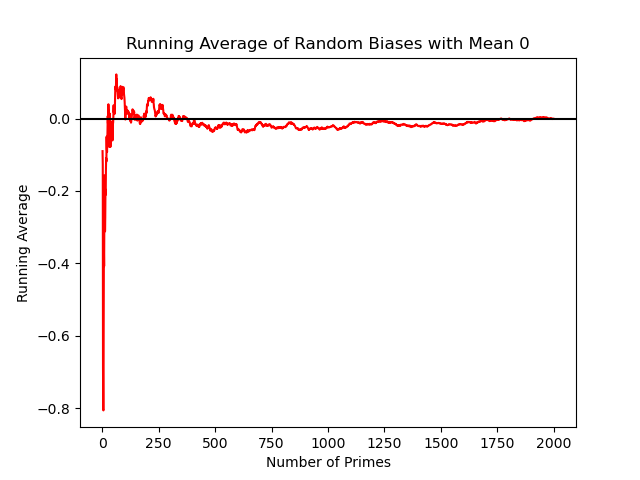 Running Average of Random Biases with Mean 0
Running Average
0.0
−0.2
−0.4
−0.6
−0.8
0 250 500 750 1000 1250 1500 1750 2000
Number of Primes